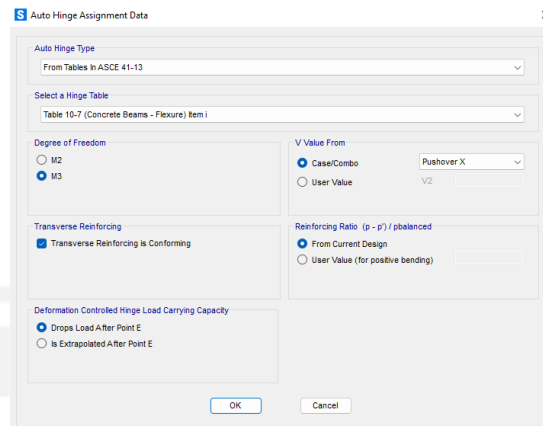 S Auto Hinge Assignment Data
Auto Hinge Type
From Tables In ASCE 41-13
Select a Hinge Table
Table 10-7 (Concrete Beams - Flexure) Item i
Degree of Freedom
M2
M3
V Value From
Case/Combo
Pushover X
User Value
V2
Transverse Reinforcing
Transverse Reinforcing is Conforming
Reinforcing Ratio (p - p') / pbalanced
From Current Design
User Value (for positive bending)
Deformation Controlled Hinge Load Carrying Capacity
Drops Load After Point E
Is Extrapolated After Point E
OK
Cancel